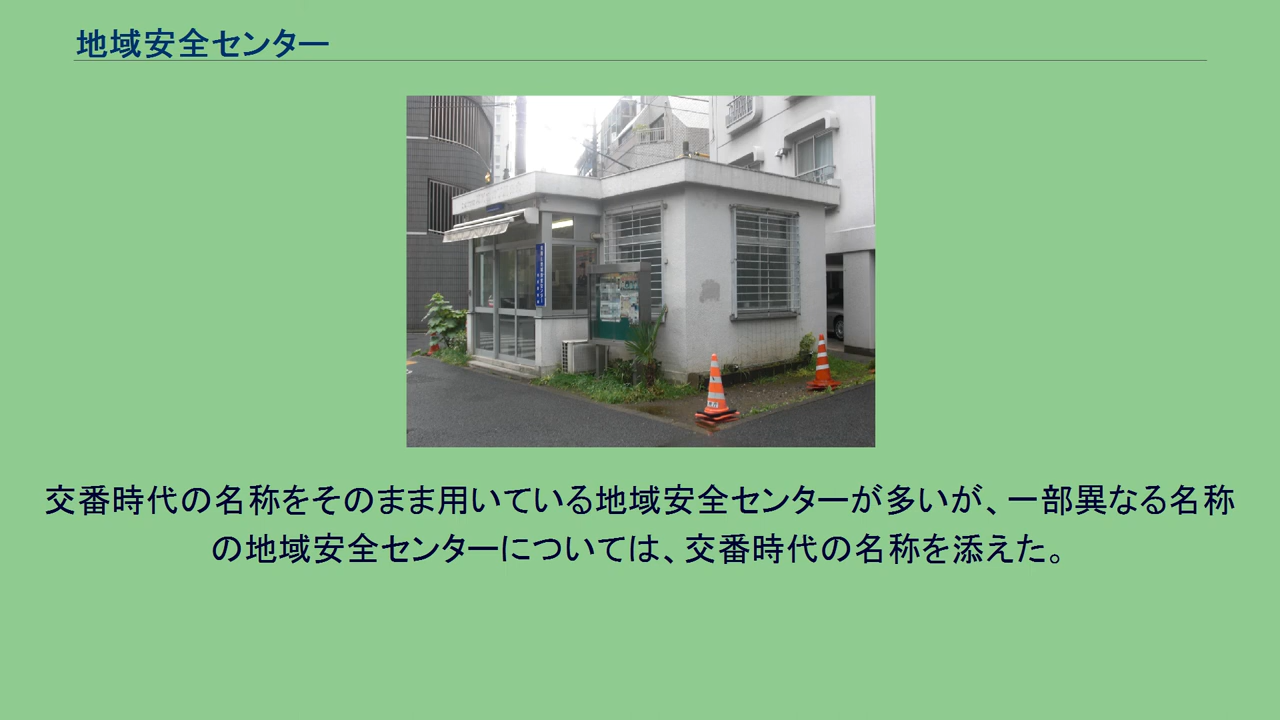 地域安全センター
交番時代の名称をそのまま用いている地域安全センターが多いが、一部異なる名称
の地域安全センターについては、交番時代の名称を添えた。